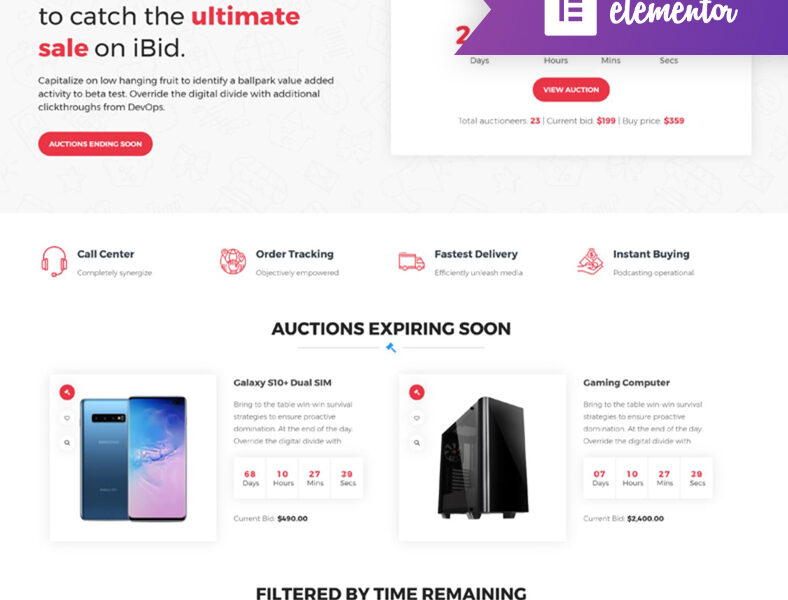 to catch the ultimate
sale on iBid.
Capitalize on low hanging fruit to identify a ballpark value added
activity to beta test. Override the digital divide with additional
clickthroughs from DevOps.
AUCTIONS ENDING SOON
elementor
Days Hours Mins Secs
VIEW AUCTION
Total auctioneers: 23 | Current bid: $199 | Buy price: $359
Call Center
Completely synergize
Order Tracking
Objectively empowered
Fastest Delivery
Efficiently unleash media
Instant Buying
Podcasting operational
AUCTIONS EXPIRING SOON
SAMSUNG
Galaxy S10+ Dual SIM
Bring to the table win-win survival
strategies to ensure proactive
domination. At the end of the day.
Override the digital divide with
68 10 27 39
Days Hours Mins Secs
Current Bid: $490.00
Gaming Computer
Bring to the table win-win survival
strategies to ensure proactive
domination. At the end of the day.
Override the digital divide with
07 10 27 39
Days Hours Mins Secs
Current Bid: $2,400.00
FILTERED BY TIME REMAINING